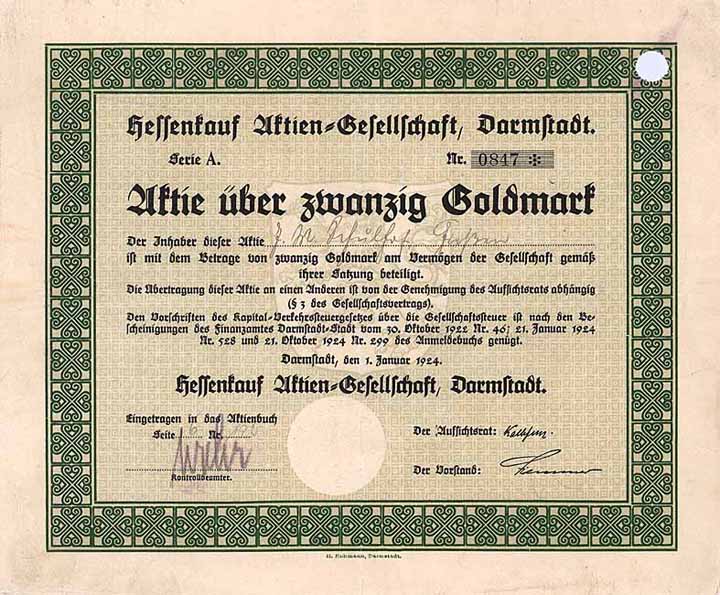 Hessenkauf Aktien=Gesellschaft, Darmstadt.
Serie A. Nr. 0847 ✻
Aktie über zwanzig Goldmark
Der Inhaber dieser Aktie J. W. Schulhof,
ist mit dem Betrage von zwanzig Goldmark am Vermögen der Gesellschaft gemäß
ihrer Satzung beteiligt.
Die Übertragung dieser Aktie an einen Anderen ist von der Genehmigung des Aufsichtsrats abhängig
(§ 3 des Gesellschaftsvertrags).
Den Vorschriften des Kapital=Verkehrssteuergesetzes über die Gesellschaftssteuer ist nach den Be=
scheinigungen des Finanzamtes Darmstadt=Stadt vom 30. Oktober 1922 Nr. 46; 21. Januar 1924
Nr. 528 und 21. Oktober 1924 Nr. 299 des Anmeldebuchs genügt.
Darmstadt, den 1. Januar 1924.
Hessenkauf Aktien=Gesellschaft, Darmstadt.
Eingetragen in das Aktienbuch
Seite 6 Nr.
Kontrollbeamter.
Der Aufsichtsrat:
Der Vorstand:
Darmstadt.